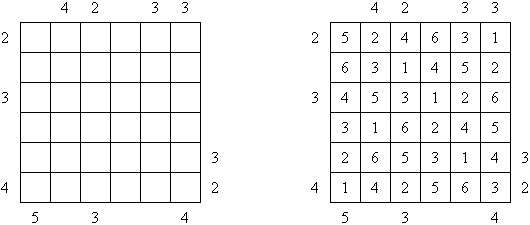 4 2 3 3
2
3
3
4 2
5 3 4
4 2 3 3
2 5 2 4 6 3 1
6 3 1 4 5 2
3 4 5 3 1 2 6
3 1 6 2 4 5
2 6 5 3 1 4 3
4 1 4 2 5 6 3 2
5 3 4